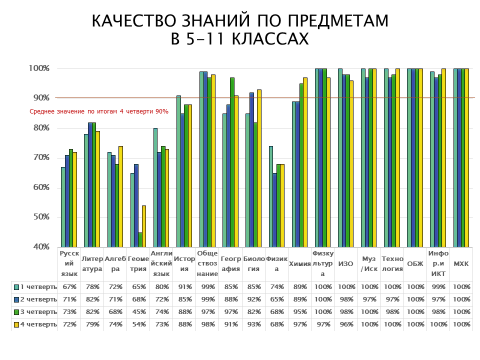 КАЧЕСТВО ЗНАНИЙ ПО ПРЕДМЕТАМ
В 5-11 КЛАССАХ
100%
90%
Среднее значение по итогам 4 четверти 90%
80%
70%
60%
50%
40%
Русский язык Литература Алгебра Геометрия Английский язык История Обществознание География Биология Физика Химия Физкультура ИЗО Муз/Иск Технология ОБЖ Инфор.и ИКТ МХК
1 четверть 67% 78% 72% 65% 80% 91% 99% 85% 85% 74% 89% 100% 100% 100% 100% 100% 99% 100%
2 четверть 71% 82% 71% 68% 72% 85% 99% 88% 92% 65% 89% 100% 98% 97% 97% 100% 97% 100%
3 четверть 73% 82% 68% 45% 74% 88% 97% 97% 82% 68% 95% 100% 98% 100% 98% 100% 98% 100%
4 четверть 72% 79% 74% 54% 73% 88% 98% 91% 93% 68% 97% 97% 96% 100% 100% 100% 100% 100%